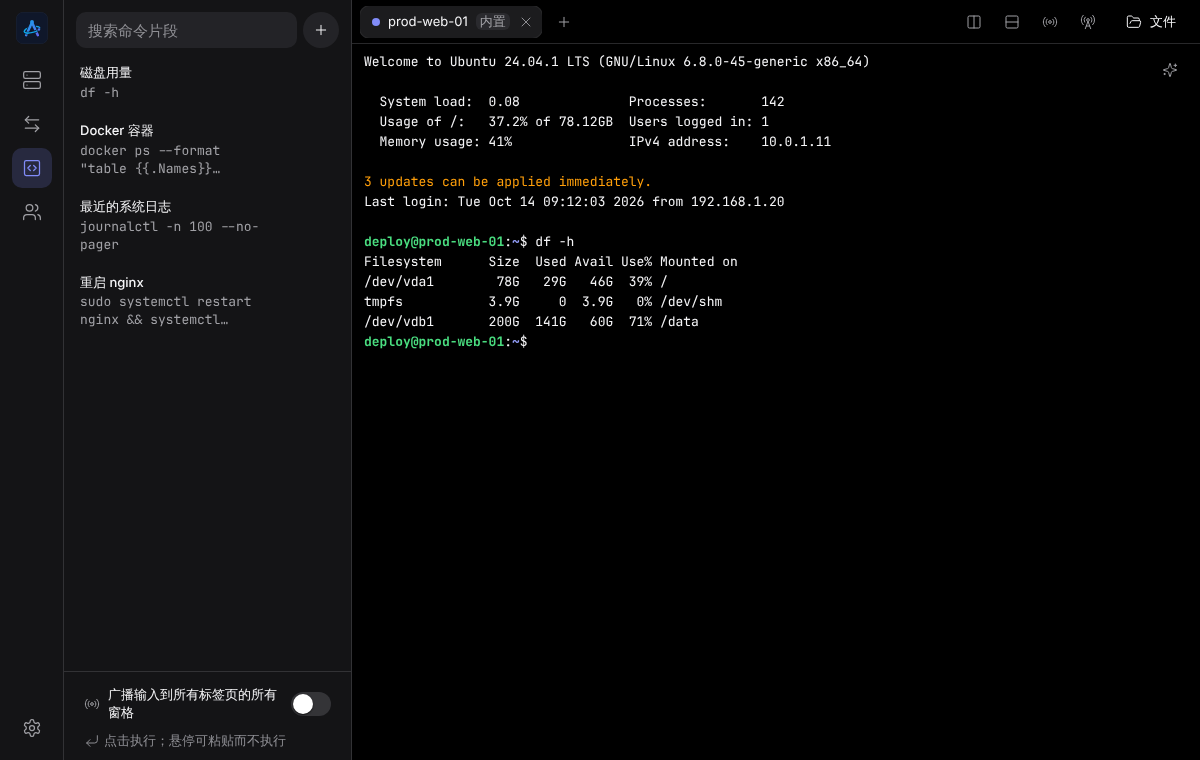 搜索命令片段
磁盘用量
df -h
Docker 容器
docker ps --format
"table {{.Names}}…
最近的系统日志
journalctl -n 100 --no-
pager
重启 nginx
sudo systemctl restart
nginx && systemctl…
广播输入到所有标签页的所有
窗格
点击执行；悬停可粘贴而不执行
prod-web-01 内置
文件
Welcome to Ubuntu 24.04.1 LTS (GNU/Linux 6.8.0-45-generic x86_64)
System load: 0.08 Processes: 142
Usage of /: 37.2% of 78.12GB Users logged in: 1
Memory usage: 41% IPv4 address: 10.0.1.11
3 updates can be applied immediately.
Last login: Tue Oct 14 09:12:03 2026 from 192.168.1.20
deploy@prod-web-01:~$ df -h
Filesystem Size Used Avail Use% Mounted on
/dev/vda1 78G 29G 46G 39% /
tmpfs 3.9G 0 3.9G 0% /dev/shm
/dev/vdb1 200G 141G 60G 71% /data
deploy@prod-web-01:~$